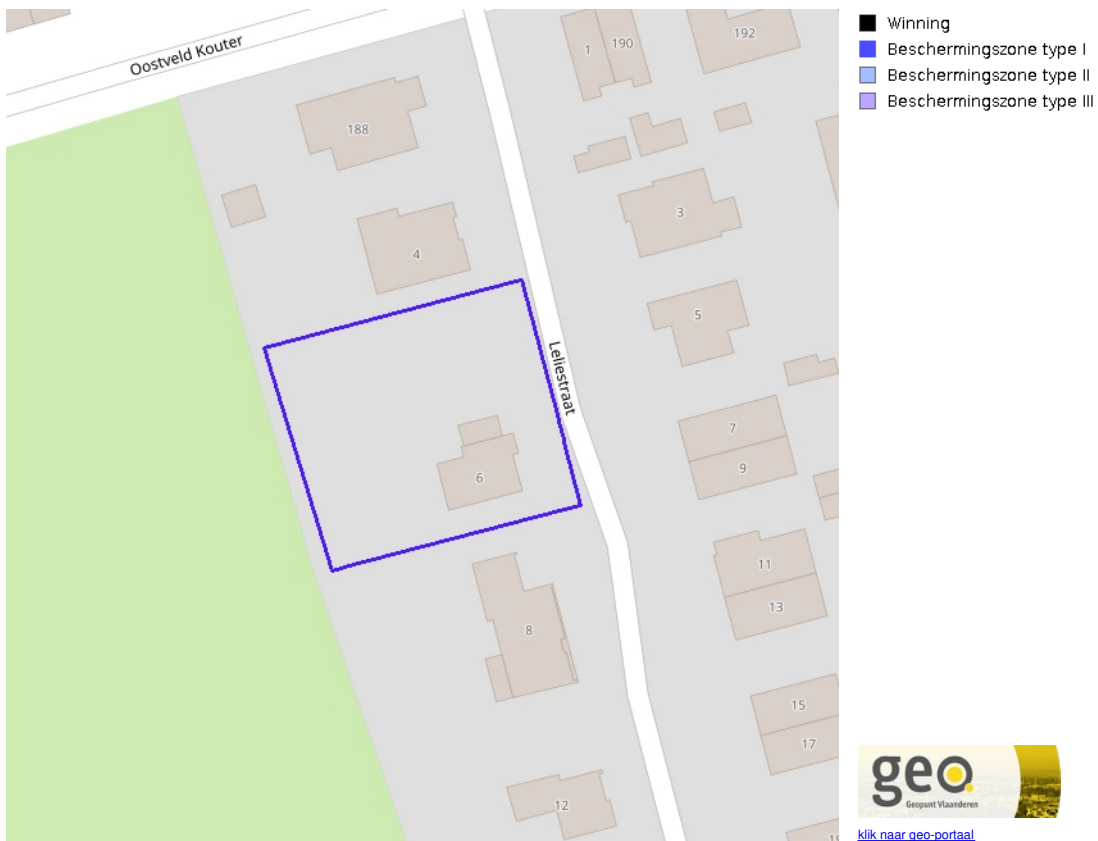 Oostveld Kouter
Leliestraat
188
4
6
8
12
1
190
192
3
5
7
9
11
13
15
17
Winning
Beschermingszone type I
Beschermingszone type II
Beschermingszone type III
geo
Geopunt Vlaanderen
klik naar geo-portaal